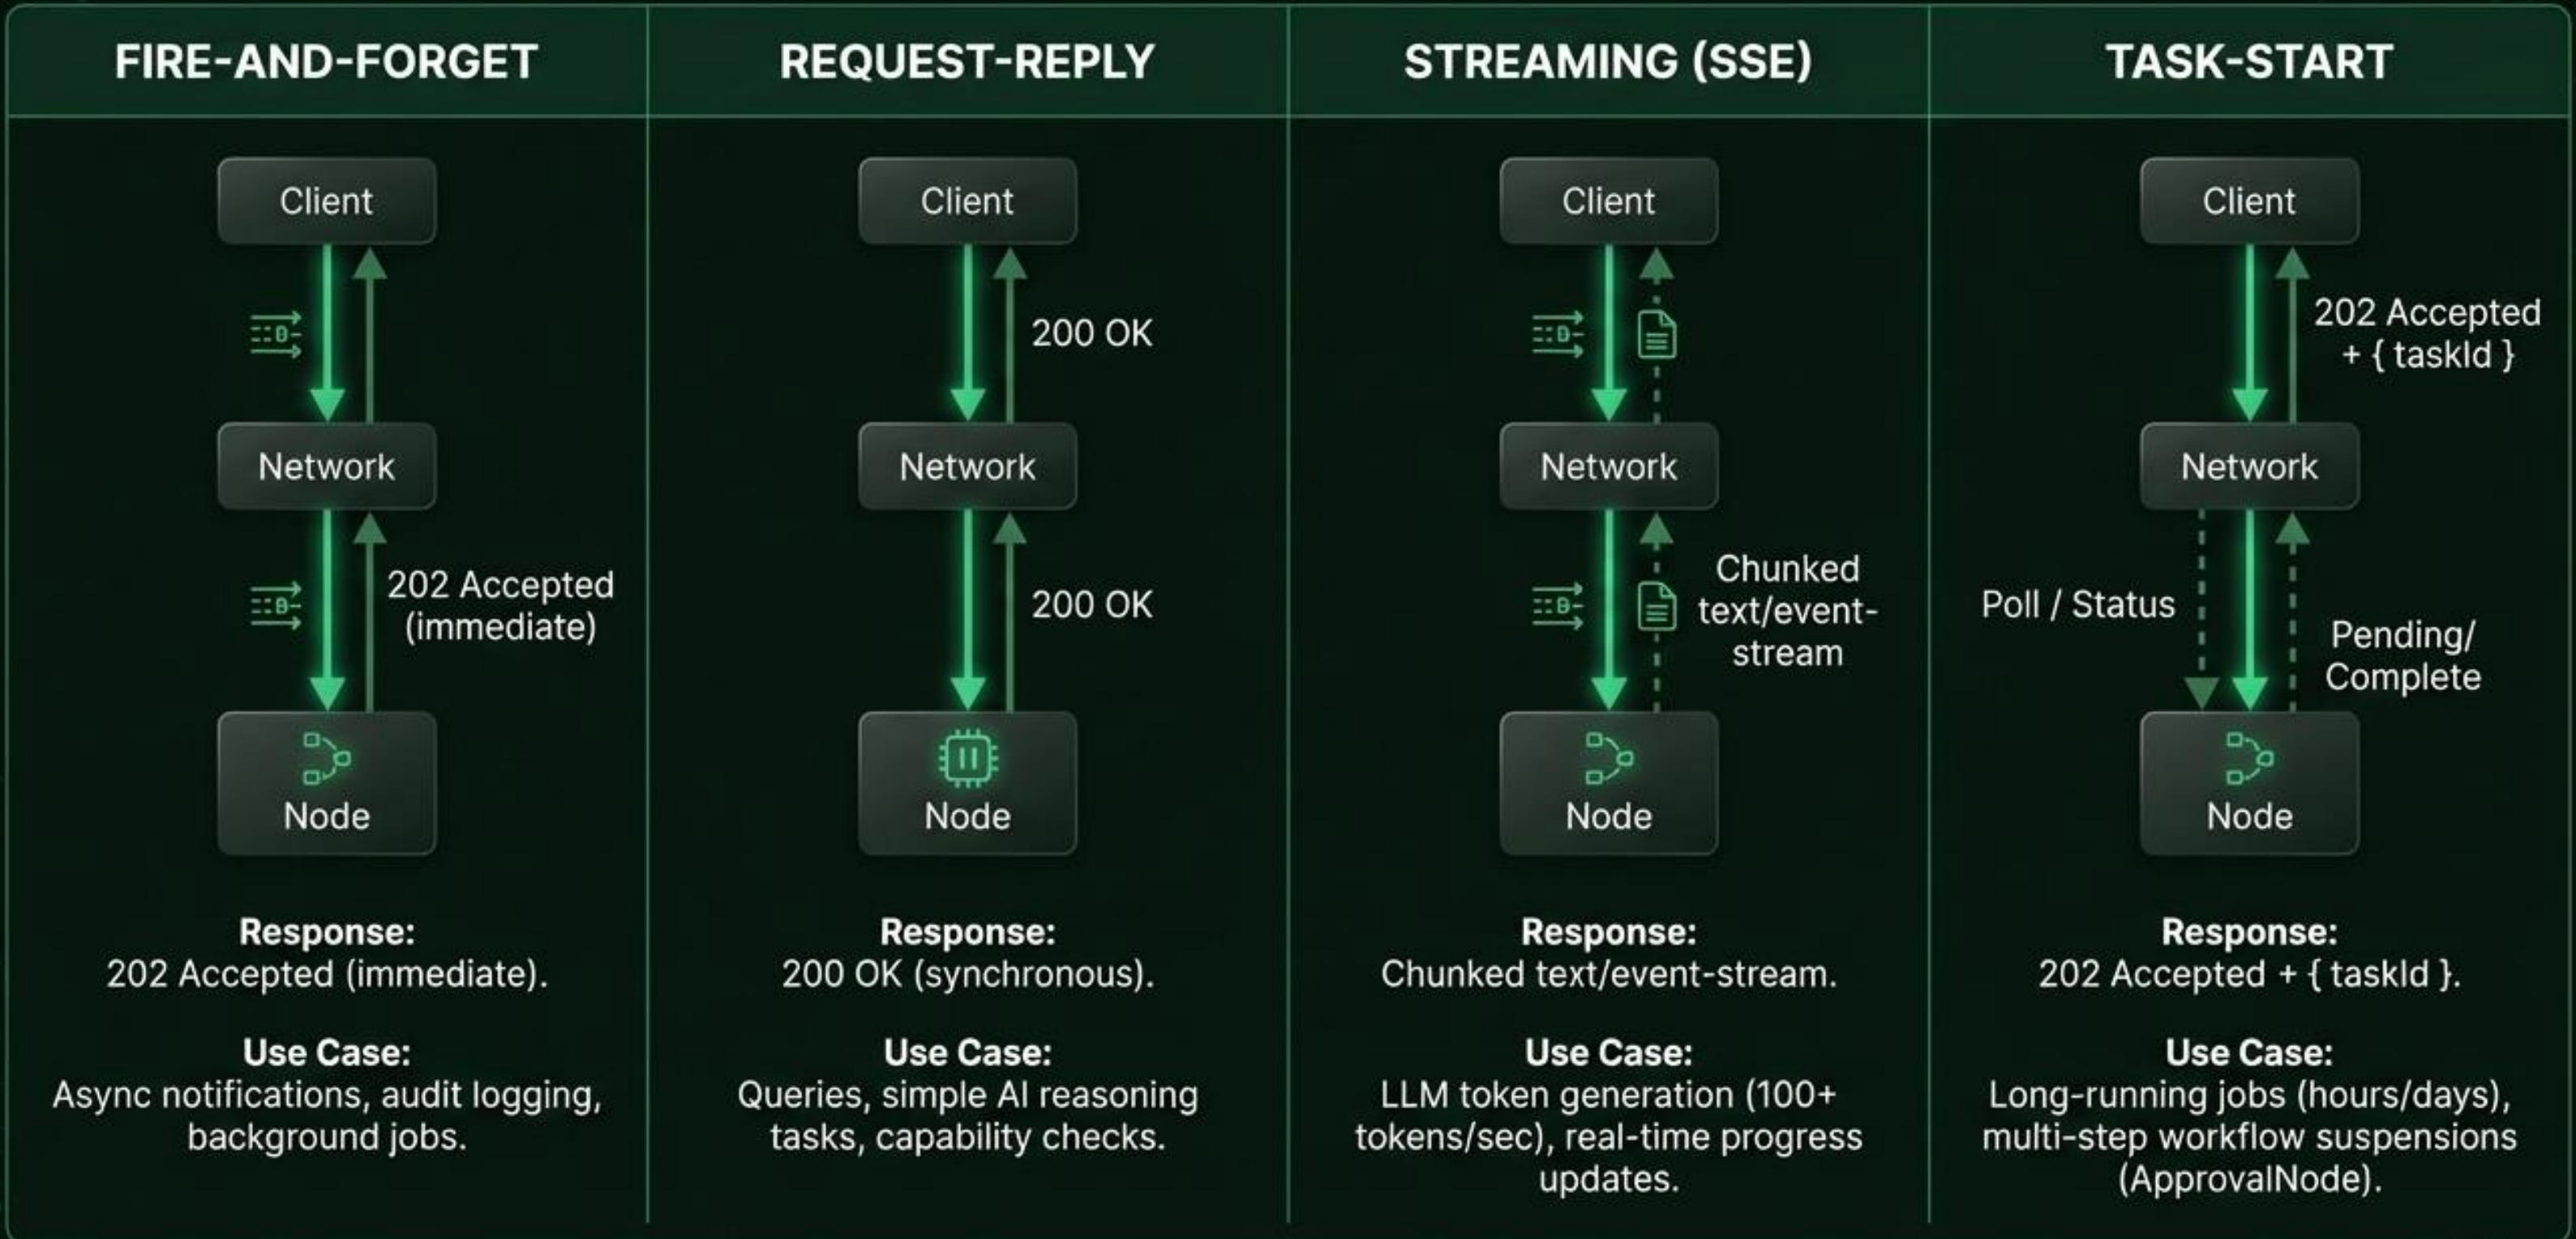 FIRE-AND-FORGET
Client
Network
202 Accepted
(immediate)
Node
Response:
202 Accepted (immediate).
Use Case:
Async notifications, audit logging,
background jobs.
REQUEST-REPLY
Client
200 OK
Network
200 OK
Node
Response:
200 OK (synchronous).
Use Case:
Queries, simple AI reasoning
tasks, capability checks.
STREAMING (SSE)
Client
Network
Chunked
text/event-
stream
Node
Response:
Chunked text/event-stream.
Use Case:
LLM token generation (100+
tokens/sec), real-time progress
updates.
TASK-START
Client
202 Accepted
+ { taskId }
Network
Poll / Status
Pending/
Complete
Node
Response:
202 Accepted + { taskId }.
Use Case:
Long-running jobs (hours/days),
multi-step workflow suspensions
(ApprovalNode).